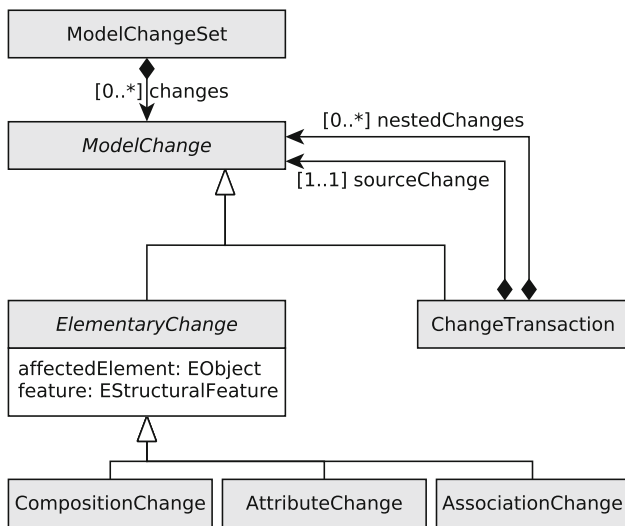 ModelChangeSet
[0..*] changes
ModelChange
[0..*] nestedChanges
[1..1] sourceChange
ElementaryChange
affectedElement: EObject
feature: EStructuralFeature
ChangeTransaction
CompositionChange
AttributeChange
AssociationChange